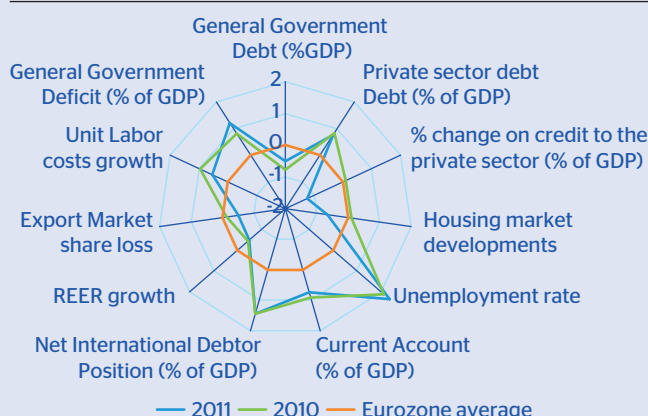 General Government
Debt (%GDP)
General Government
Deficit (% of GDP)
Private sector debt
Debt (% of GDP)
2
1
0
-1
-2
Unit Labor
costs growth
% change on credit to the
private sector (% of GDP)
Export Market
share loss
Housing market
developments
REER growth
Unemployment rate
Net International Debtor
Position (% of GDP)
Current Account
(% of GDP)
2011
2010
Eurozone average